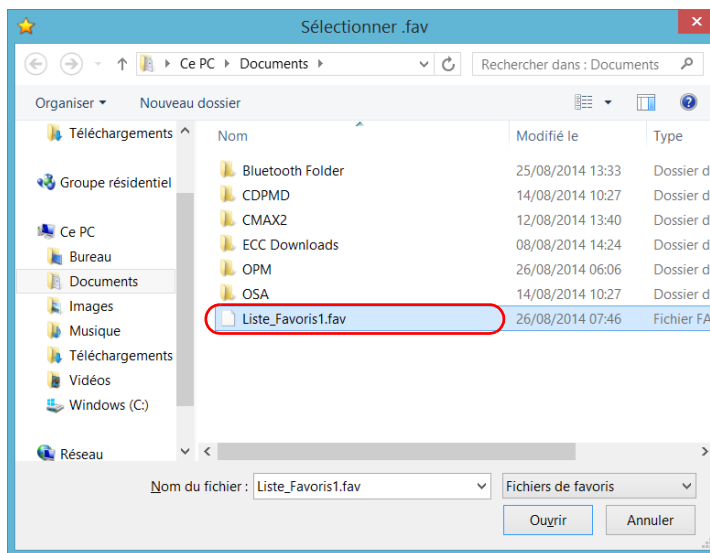 Sélectionner .fav
Ce PC Documents
Rechercher dans : Documents
Organiser Nouveau dossier
Téléchargements
Groupe résidentiel
Ce PC
Bureau
Documents
Images
Musique
Téléchargements
Vidéos
Windows (C:)
Réseau
Nom Modifié le Type
Bluetooth Folder 25/08/2014 13:33 Dossier d
CDPMD 14/08/2014 10:27 Dossier d
CMAX2 12/08/2014 13:40 Dossier d
ECC Downloads 08/08/2014 14:24 Dossier d
OPM 26/08/2014 06:06 Dossier d
OSA 14/08/2014 10:27 Dossier d
Liste_Favoris1.fav 26/08/2014 07:46 Fichier FA
Nom du fichier : Liste_Favoris1.fav Fichiers de favoris
Ouvrir Annuler